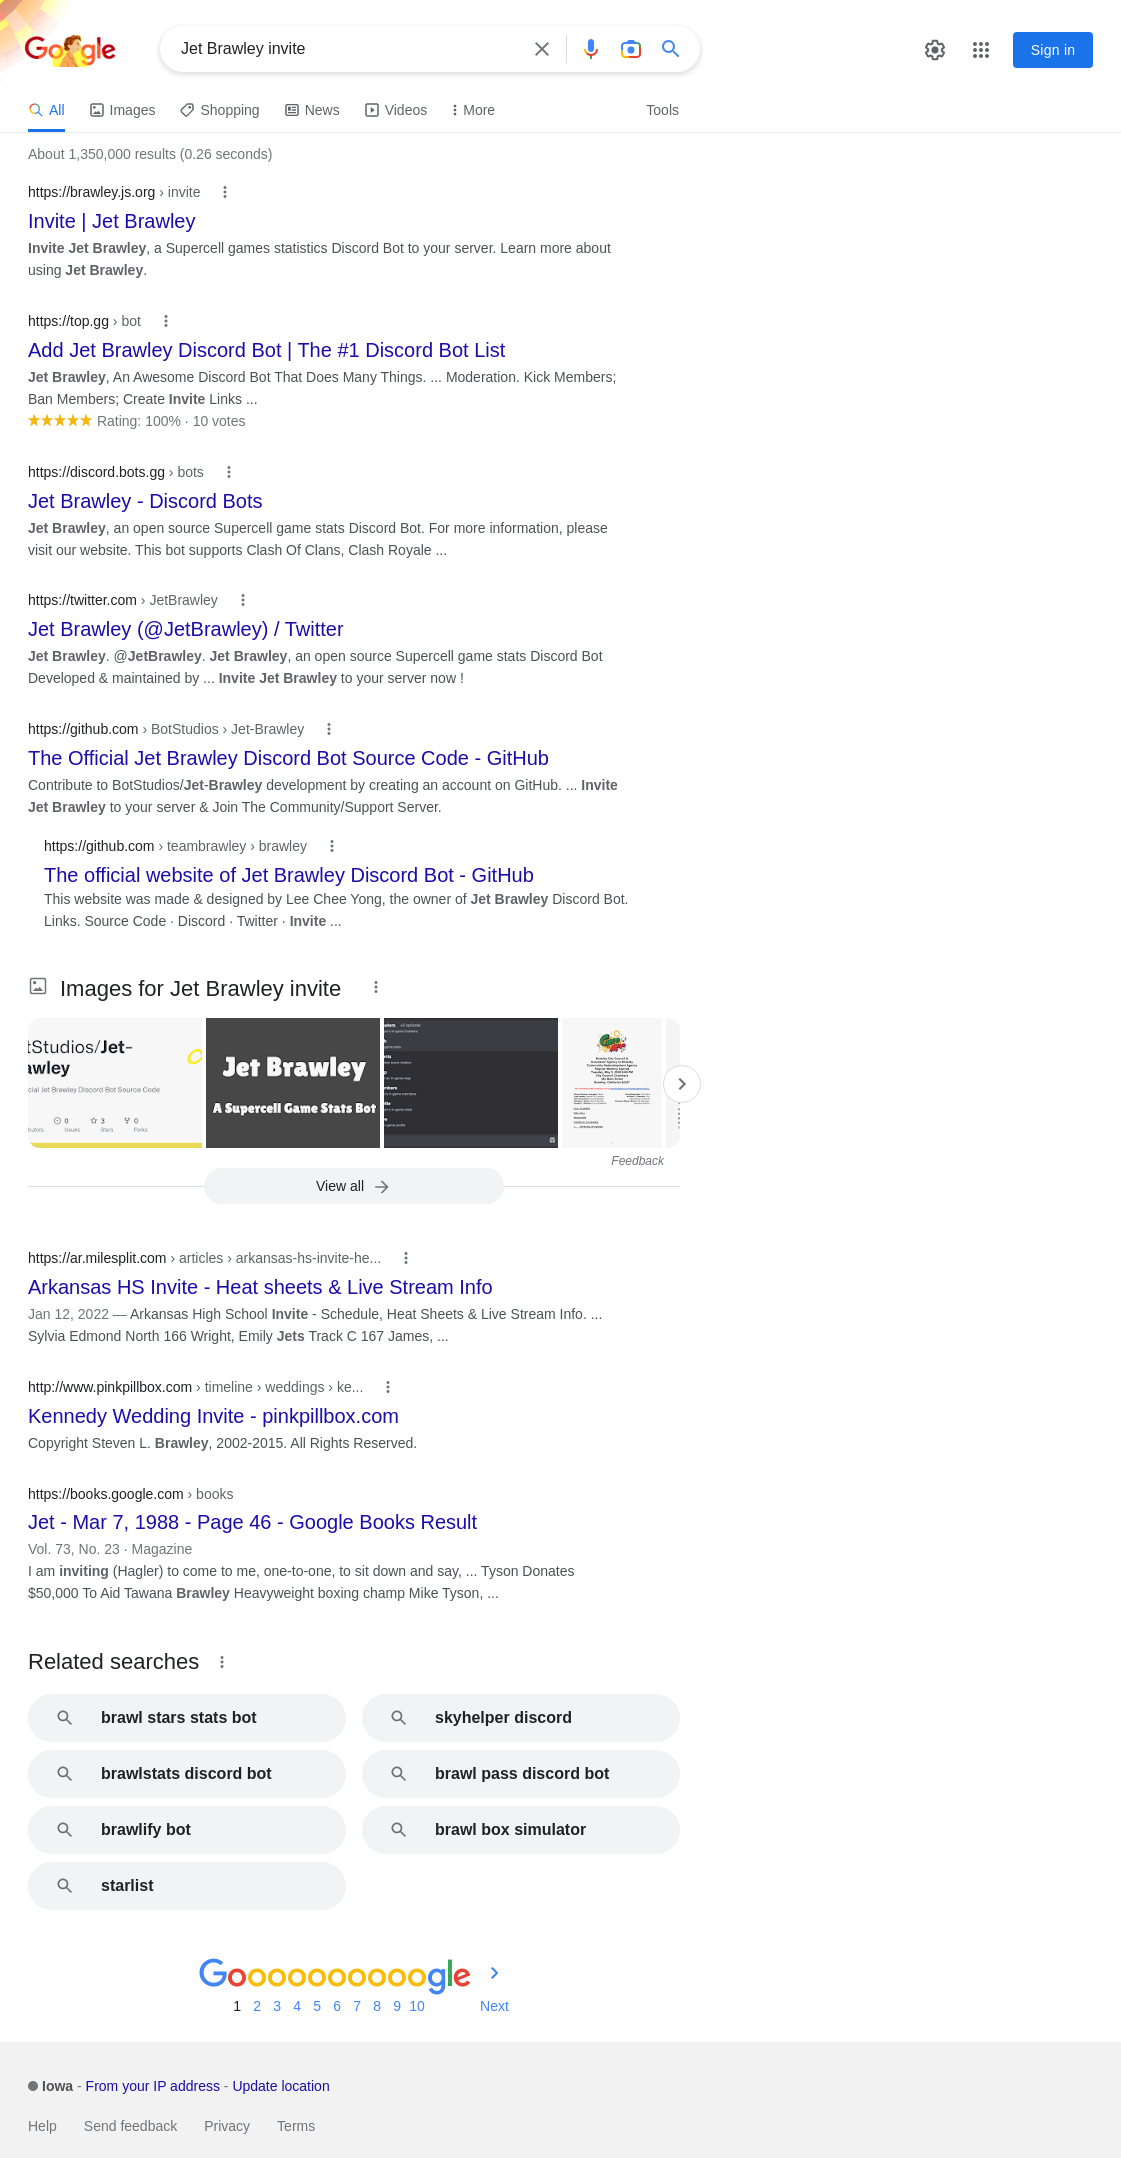 Google
Jet Brawley invite
Sign in
All
Images
Shopping
News
Videos
More
Tools
About 1,350,000 results (0.26 seconds)
https://brawley.js.org › invite
Invite | Jet Brawley
Invite Jet Brawley, a Supercell games statistics Discord Bot to your server. Learn more about
using Jet Brawley.
https://top.gg › bot
Add Jet Brawley Discord Bot | The #1 Discord Bot List
Jet Brawley, An Awesome Discord Bot That Does Many Things. ... Moderation. Kick Members;
Ban Members; Create Invite Links ...
Rating: 100% · 10 votes
https://discord.bots.gg › bots
Jet Brawley - Discord Bots
Jet Brawley, an open source Supercell game stats Discord Bot. For more information, please
visit our website. This bot supports Clash Of Clans, Clash Royale ...
https://twitter.com › JetBrawley
Jet Brawley (@JetBrawley) / Twitter
Jet Brawley. @JetBrawley. Jet Brawley, an open source Supercell game stats Discord Bot
Developed & maintained by ... Invite Jet Brawley to your server now !
https://github.com › BotStudios › Jet-Brawley
The Official Jet Brawley Discord Bot Source Code - GitHub
Contribute to BotStudios/Jet-Brawley development by creating an account on GitHub. ... Invite
Jet Brawley to your server & Join The Community/Support Server.
https://github.com › teambrawley › brawley
The official website of Jet Brawley Discord Bot - GitHub
This website was made & designed by Lee Chee Yong, the owner of Jet Brawley Discord Bot.
Links. Source Code · Discord · Twitter · Invite ...
Images for Jet Brawley invite
tStudios/Jet-
awley
cial Jet Brawley Discord Bot Source Code
0
3
0
Issues
Stars
Forks
Jet Brawley
A Supercell Game Stats Bot
Feedback
View all
https://ar.milesplit.com › articles › arkansas-hs-invite-he...
Arkansas HS Invite - Heat sheets & Live Stream Info
Jan 12, 2022 — Arkansas High School Invite - Schedule, Heat Sheets & Live Stream Info. ...
Sylvia Edmond North 166 Wright, Emily Jets Track C 167 James, ...
http://www.pinkpillbox.com › timeline › weddings › ke...
Kennedy Wedding Invite - pinkpillbox.com
Copyright Steven L. Brawley, 2002-2015. All Rights Reserved.
https://books.google.com › books
Jet - Mar 7, 1988 - Page 46 - Google Books Result
Vol. 73, No. 23 · Magazine
I am inviting (Hagler) to come to me, one-to-one, to sit down and say, ... Tyson Donates
$50,000 To Aid Tawana Brawley Heavyweight boxing champ Mike Tyson, ...
Related searches
brawl stars stats bot
skyhelper discord
brawlstats discord bot
brawl pass discord bot
brawlify bot
brawl box simulator
starlist
Goooooooooogle
1 2 3 4 5 6 7 8 9 10 Next
Iowa - From your IP address - Update location
Help
Send feedback
Privacy
Terms